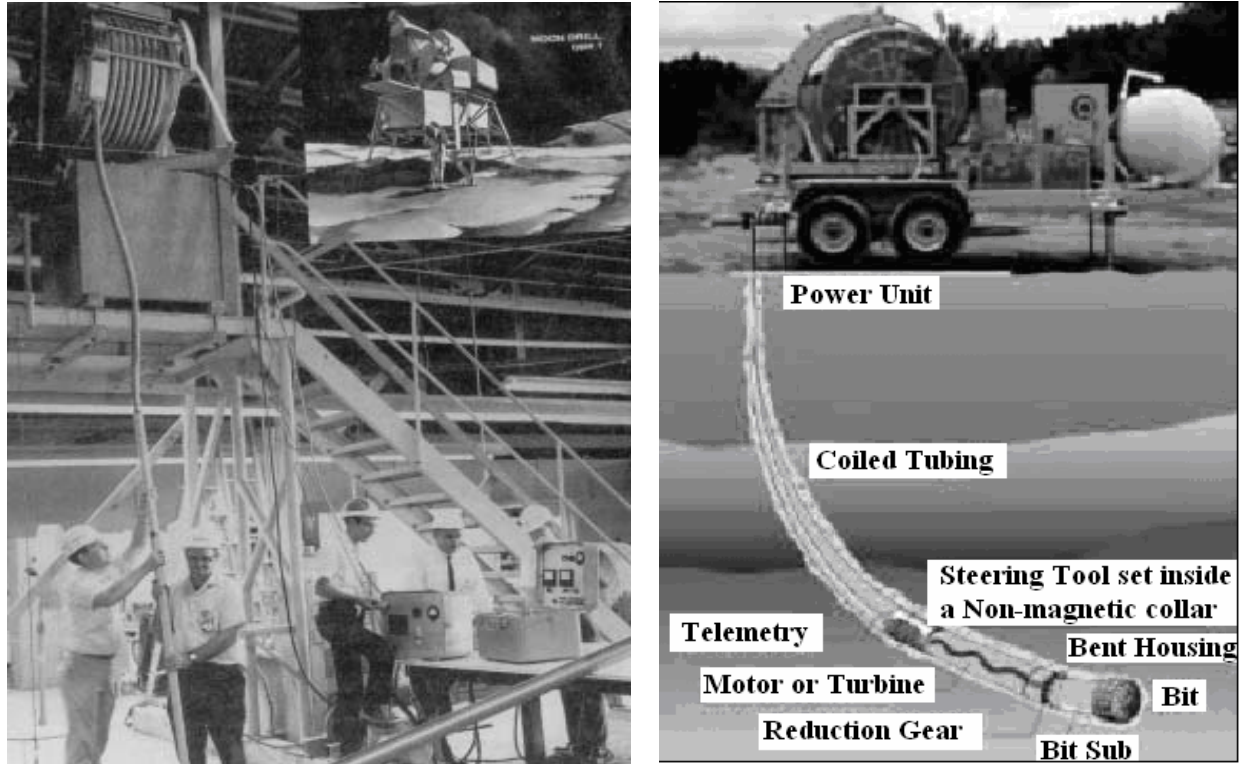 MOON DRILL
Power Unit
Coiled Tubing
Steering Tool set inside
a Non-magnetic collar
Telemetry
Bent Housing
Motor or Turbine
Bit
Reduction Gear
Bit Sub